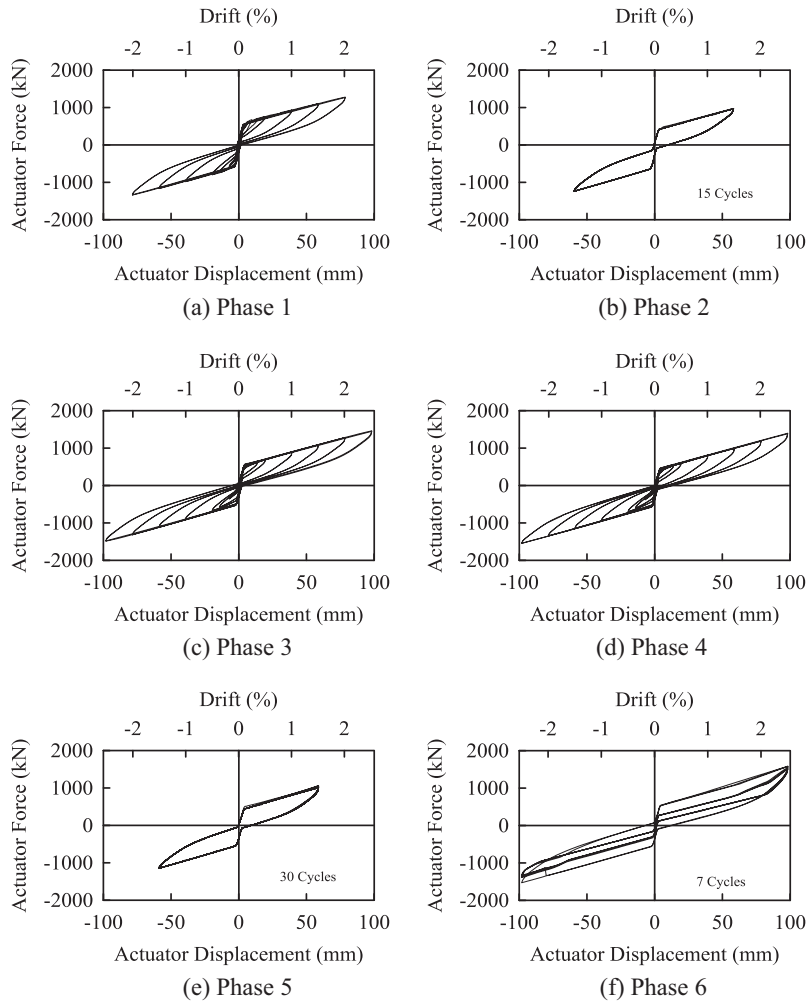 Drift (%)
Drift (%)
-2 -1 0 1 2
-2 -1 0 1 2
Actuator Force (kN)
2000
1000
0
-1000
-2000
Actuator Force (kN)
2000
1000
0
-1000
-2000
15 Cycles
-100 -50 0 50 100
-100 -50 0 50 100
Actuator Displacement (mm)
Actuator Displacement (mm)
(a) Phase 1
(b) Phase 2
Drift (%)
Drift (%)
-2 -1 0 1 2
-2 -1 0 1 2
Actuator Force (kN)
2000
1000
0
-1000
-2000
Actuator Force (kN)
2000
1000
0
-1000
-2000
-100 -50 0 50 100
-100 -50 0 50 100
Actuator Displacement (mm)
Actuator Displacement (mm)
(c) Phase 3
(d) Phase 4
Drift (%)
Drift (%)
-2 -1 0 1 2
-2 -1 0 1 2
Actuator Force (kN)
2000
1000
0
-1000
-2000
30 Cycles
Actuator Force (kN)
2000
1000
0
-1000
-2000
7 Cycles
-100 -50 0 50 100
-100 -50 0 50 100
Actuator Displacement (mm)
Actuator Displacement (mm)
(e) Phase 5
(f) Phase 6